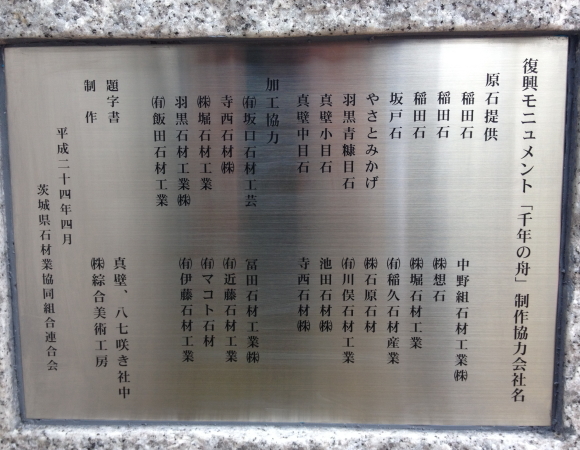 復興モニュメント「千年の舟」制作協力会社名
原石提供
稲田石 中野組石材工業㈱
稲田石 ㈱想石
稲田石 ㈱堀石材工業
坂戸石 ㈲稲久石材産業
やさとみかげ ㈱石原石材
羽黒青糠目石 ㈲川俣石材工業
真壁小目石 池田石材㈱
真壁中目石 寺西石材㈱
加工協力
㈲坂口石材工芸 冨田石材工業㈱
寺西石材㈱ ㈲近藤石材工業
㈱堀石材工業 ㈲マコト石材
羽黒石材工業㈱ ㈲伊藤石材工業
㈲飯田石材工業
題字書 真壁、八七咲き社中
制作 ㈱綜合美術工房
平成二十四年四月
茨城県石材業協同組合連合会